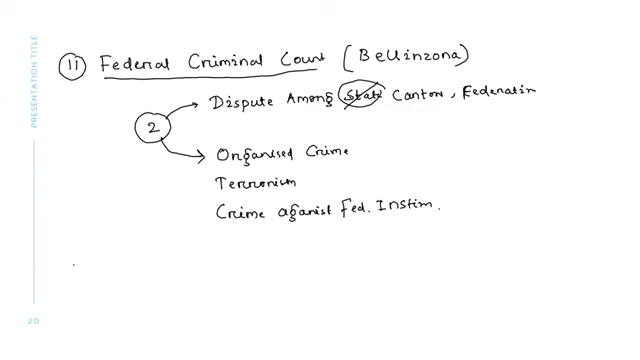 PRESENTATION TITLE
11 Federal Criminal Court (Bellinzona)
2
Dispute Among State Canton, Federation
Organised Crime
Terrorism
Crime aganist Fed. Instim.
20